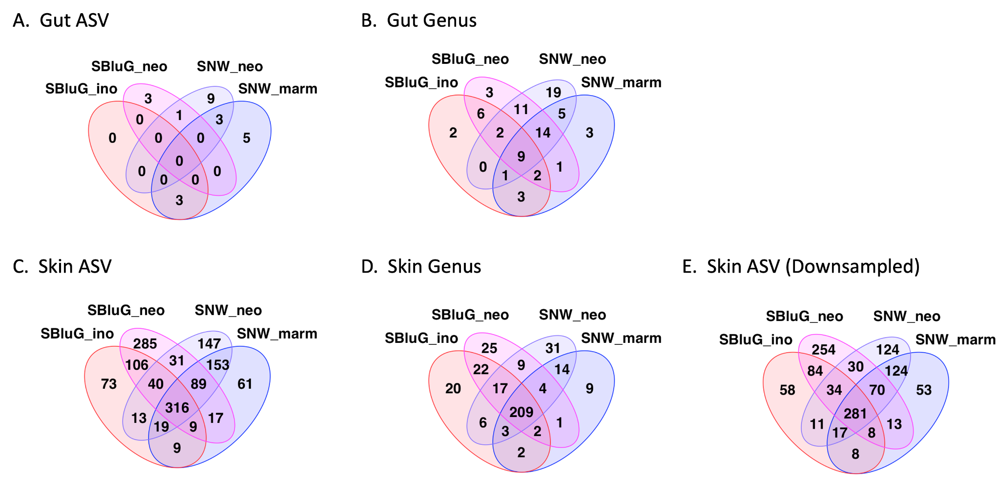 A. Gut ASV
SBluG_neo SNW_neo
SBluG_ino SNW_marm
3 9
0 1 3
0 0 0 5
0
0 0 0 0
3
B. Gut Genus
SBluG_neo SNW_neo
SBluG_ino SNW_marm
3 19
6 11 5
2 2 14 3
9
0 1 2 1
3
C. Skin ASV
SBluG_neo SNW_neo
SBluG_ino SNW_marm
285 147
106 31 153
73 40 89 61
316
13 19 9 17
9
D. Skin Genus
SBluG_neo SNW_neo
SBluG_ino SNW_marm
25 31
22 9 14
20 17 4 9
209
6 3 2 1
2
E. Skin ASV (Downsampled)
SBluG_neo SNW_neo
SBluG_ino SNW_marm
254 124
84 30 124
58 34 70 53
281
11 17 8 13
8